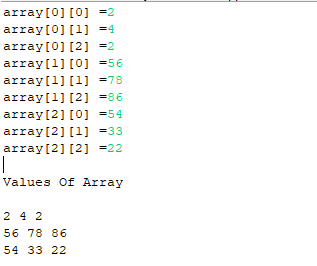 array[0][0] =2
array[0][1] =4
array[0][2] =2
array[1][0] =56
array[1][1] =78
array[1][2] =86
array[2][0] =54
array[2][1] =33
array[2][2] =22
Values Of Array
2 4 2
56 78 86
54 33 22